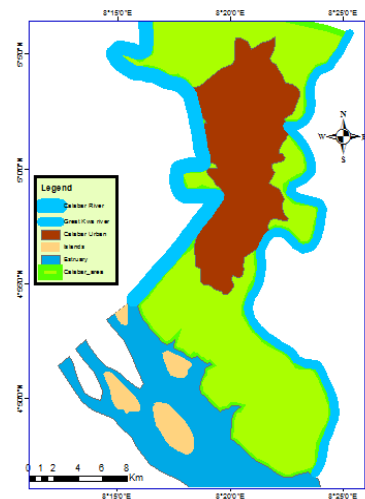 8°15'0"E 8°20'0"E 8°25'0"E
5°5'0"N
N
W E
S
5°0'0"N
Legend
Calabar River
Great Kwa river
Calabar Urban
Islands
Estuary
Calabar_area
4°55'0"N
4°50'0"N
0 1 2 4 6 8
Km
8°15'0"E 8°20'0"E 8°25'0"E